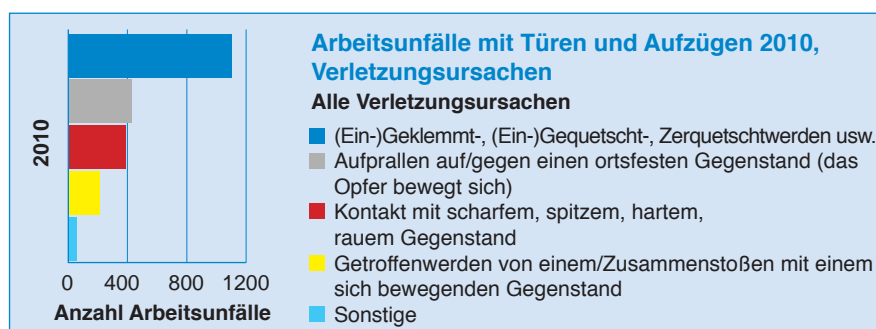 2010
0 400 800 1200
Anzahl Arbeitsunfälle
Arbeitsunfälle mit Türen und Aufzügen 2010,
Verletzungsursachen
Alle Verletzungsursachen
(Ein-)Geklemmt-, (Ein-)Gequetscht-, Zerquetschtwerden usw.
Aufprallen auf/gegen einen ortsfesten Gegenstand (das
Opfer bewegt sich)
Kontakt mit scharfem, spitzem, hartem,
rauem Gegenstand
Getroffenwerden von einem/Zusammenstoßen mit einem
sich bewegenden Gegenstand
Sonstige